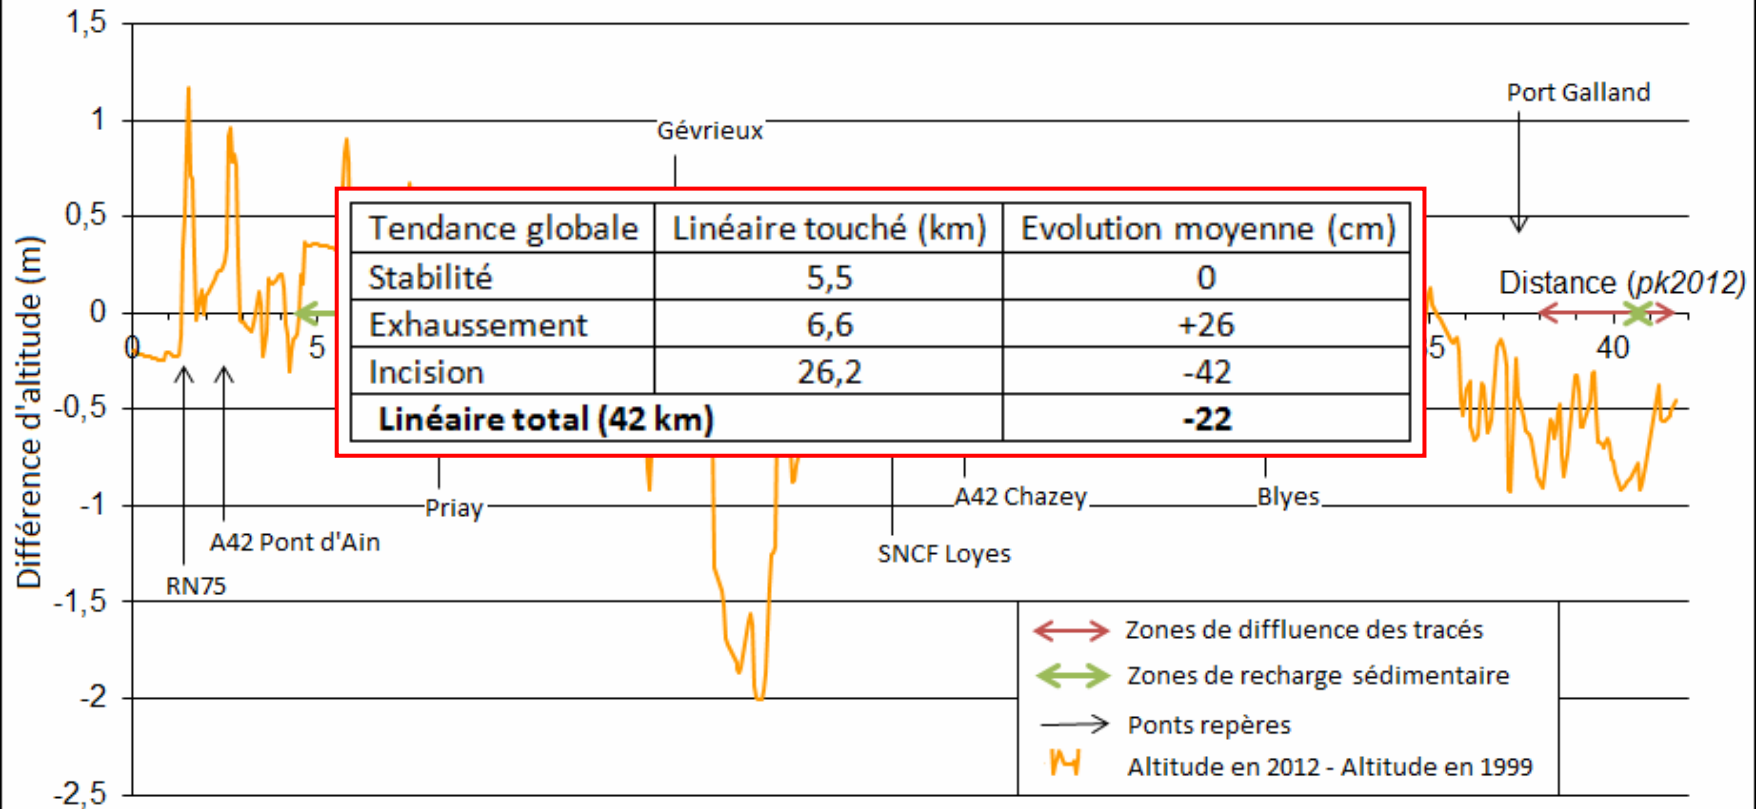 1,5
Port Galland
1
Gévrieux
0,5
Tendance globale Linéaire touché (km) Evolution moyenne (cm)
Stabilité 5,5 0
Exhaussement 6,6 +26
Incision 26,2 -42
Linéaire total (42 km) -22
Différence d'altitude (m)
Distance (pk2012)
0
0 5 5 40
-0,5
-1
Priay
A42 Chazey
Blyes
A42 Pont d'Ain
SNCF Loyes
RN75
-1,5
Zones de diffluence des tracés
Zones de recharge sédimentaire
-2
Ponts repères
Altitude en 2012 - Altitude en 1999
-2,5